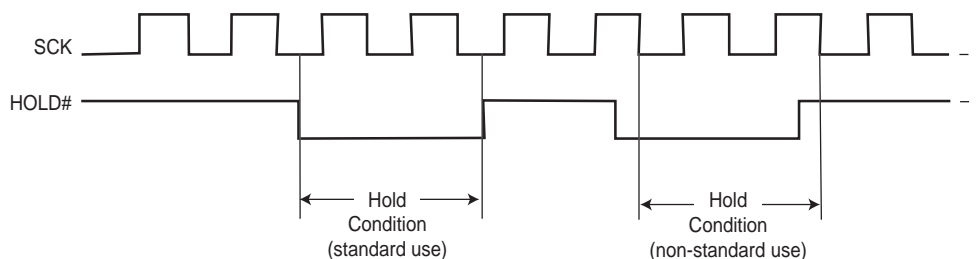 SCK
HOLD#
Hold
Condition
(standard use)
Hold
Condition
(non-standard use)